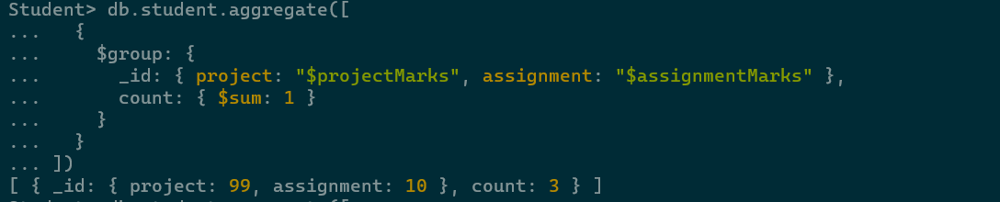 Student> db.student.aggregate([
...   {
...     $group: {
...       _id: { project: "$projectMarks", assignment: "$assignmentMarks" },
...       count: { $sum: 1 }
...     }
...   }
... ])
[ { _id: { project: 99, assignment: 10 }, count: 3 } ]